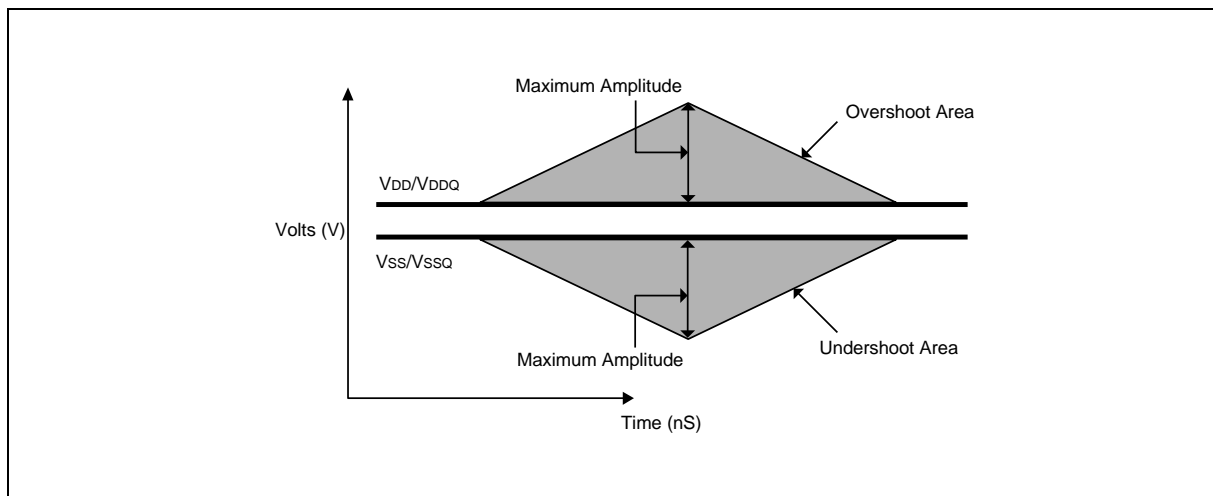 Maximum Amplitude
Overshoot Area
VDD/VDDQ
Volts (V)
VSS/VSSQ
Maximum Amplitude
Undershoot Area
Time (nS)